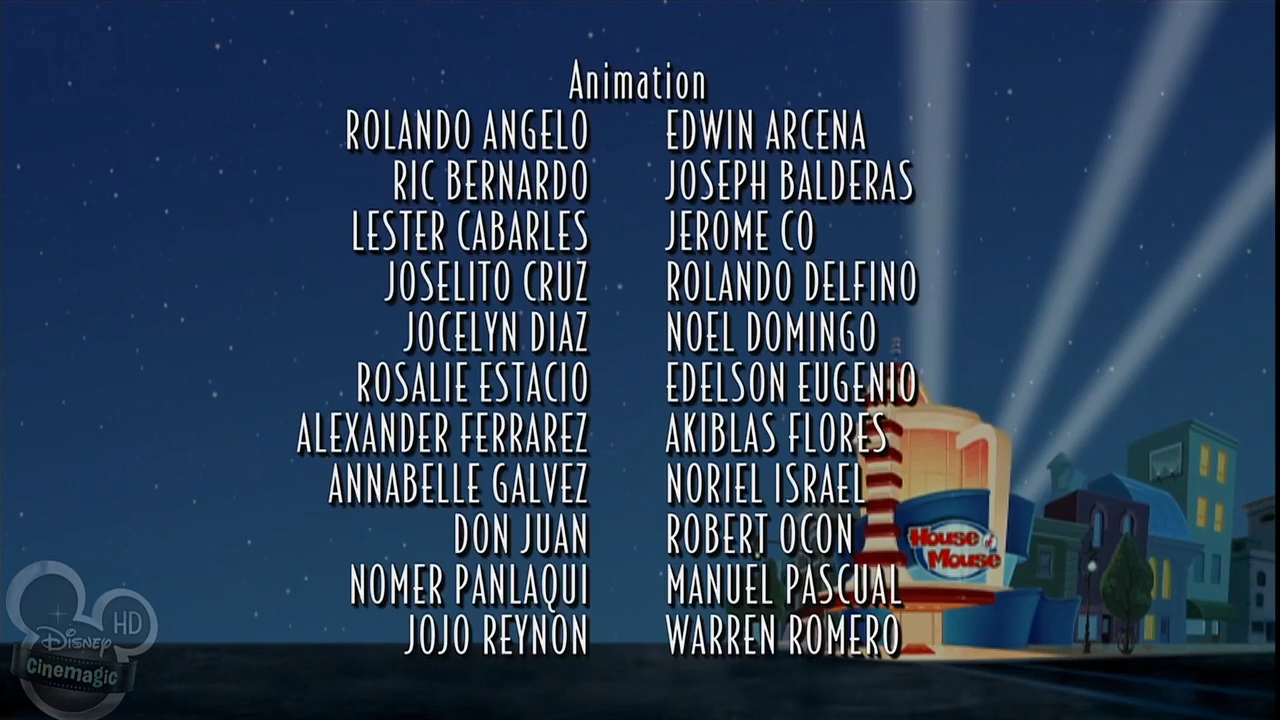 Animation
ROLANDO ANGELO EDWIN ARCENA
RIC BERNARDO JOSEPH BALDERAS
LESTER CABARLES JEROME CO
JOSELITO CRUZ ROLANDO DELFINO
JOCELYN DIAZ NOEL DOMINGO
ROSALIE ESTACIO EDELSON EUGENIO
ALEXANDER FERRAREZ AKIBLAS FLORES
ANNABELLE GALVEZ NORIEL ISRAEL
DON JUAN ROBERT OCON
NOMER PANLAQUI MANUEL PASCUAL
JOJO REYNON WARREN ROMERO
House of
Mouse
HD
DISNEY
Cinemagic